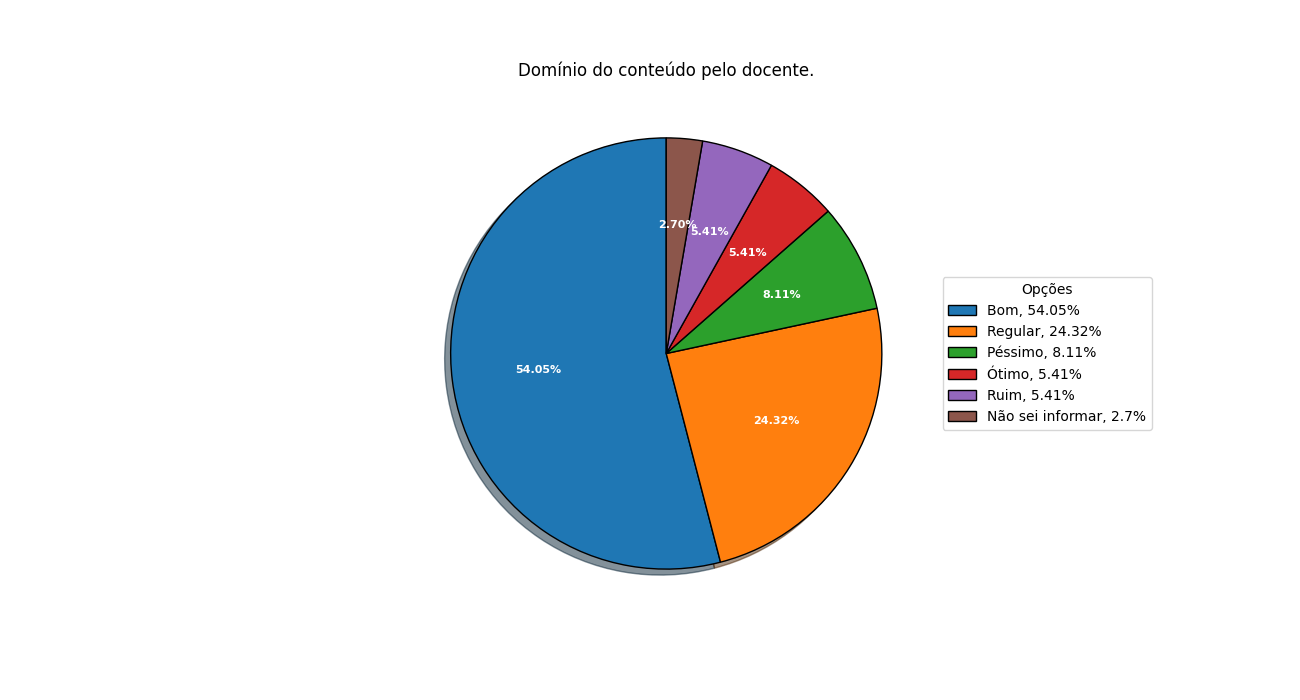 Domínio do conteúdo pelo docente.
2.70%
5.41%
5.41%
8.11%
54.05%
24.32%
Opções
Bom, 54.05%
Regular, 24.32%
Péssimo, 8.11%
Ótimo, 5.41%
Ruim, 5.41%
Não sei informar, 2.7%